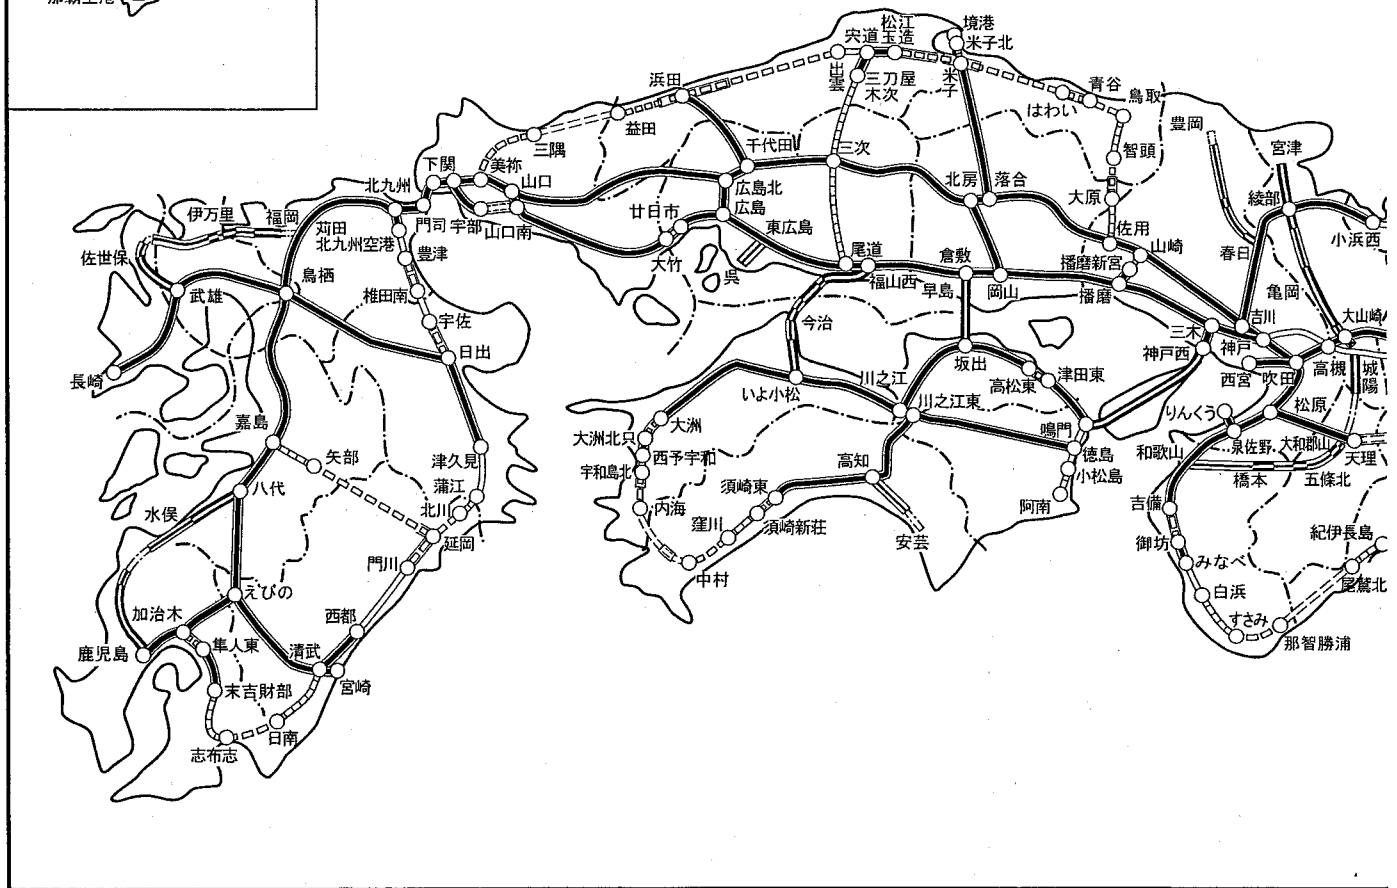 那覇空港
境港
松江
宍道 玉造
米子北
出雲
三刀屋
木次
米子
浜田
青谷
はわい
鳥取
豊岡
益田
三隅
宮津
千代田
三次
智頭
下関
美祢
北九州
山口
広島北
北房
落合
大原
綾部
伊万里
福岡
苅田
北九州空港
門司
宇部
山口南
廿日市
広島
東広島
佐用
山崎
小浜西
佐世保
豊津
大竹
呉
尾道
福山西
倉敷
早島
岡山
播磨新宮
播磨
春日
亀岡
武雄
鳥栖
椎田南
宇佐
今治
三木
神戸西
神戸
吉川
大山崎
日出
坂出
高松東
津田東
西宮
吹田
高槻
城陽
長崎
いよ小松
川之江
川之江東
りんくう
松原
嘉島
大洲
大洲北只
西予宇和
宇和島北
鳴門
徳島
小松島
和歌山
泉佐野
大和郡山
天理
矢部
津久見
蒲江
高知
須崎東
橋本
五條北
八代
北川
内海
阿南
吉備
水俣
延岡
窪川
須崎新荘
安芸
御坊
紀伊長島
門川
中村
みなべ
尾鷲北
えびの
白浜
加治木
西都
すさみ
鹿児島
隼人東
清武
那智勝浦
末吉財部
宮崎
日南
志布志